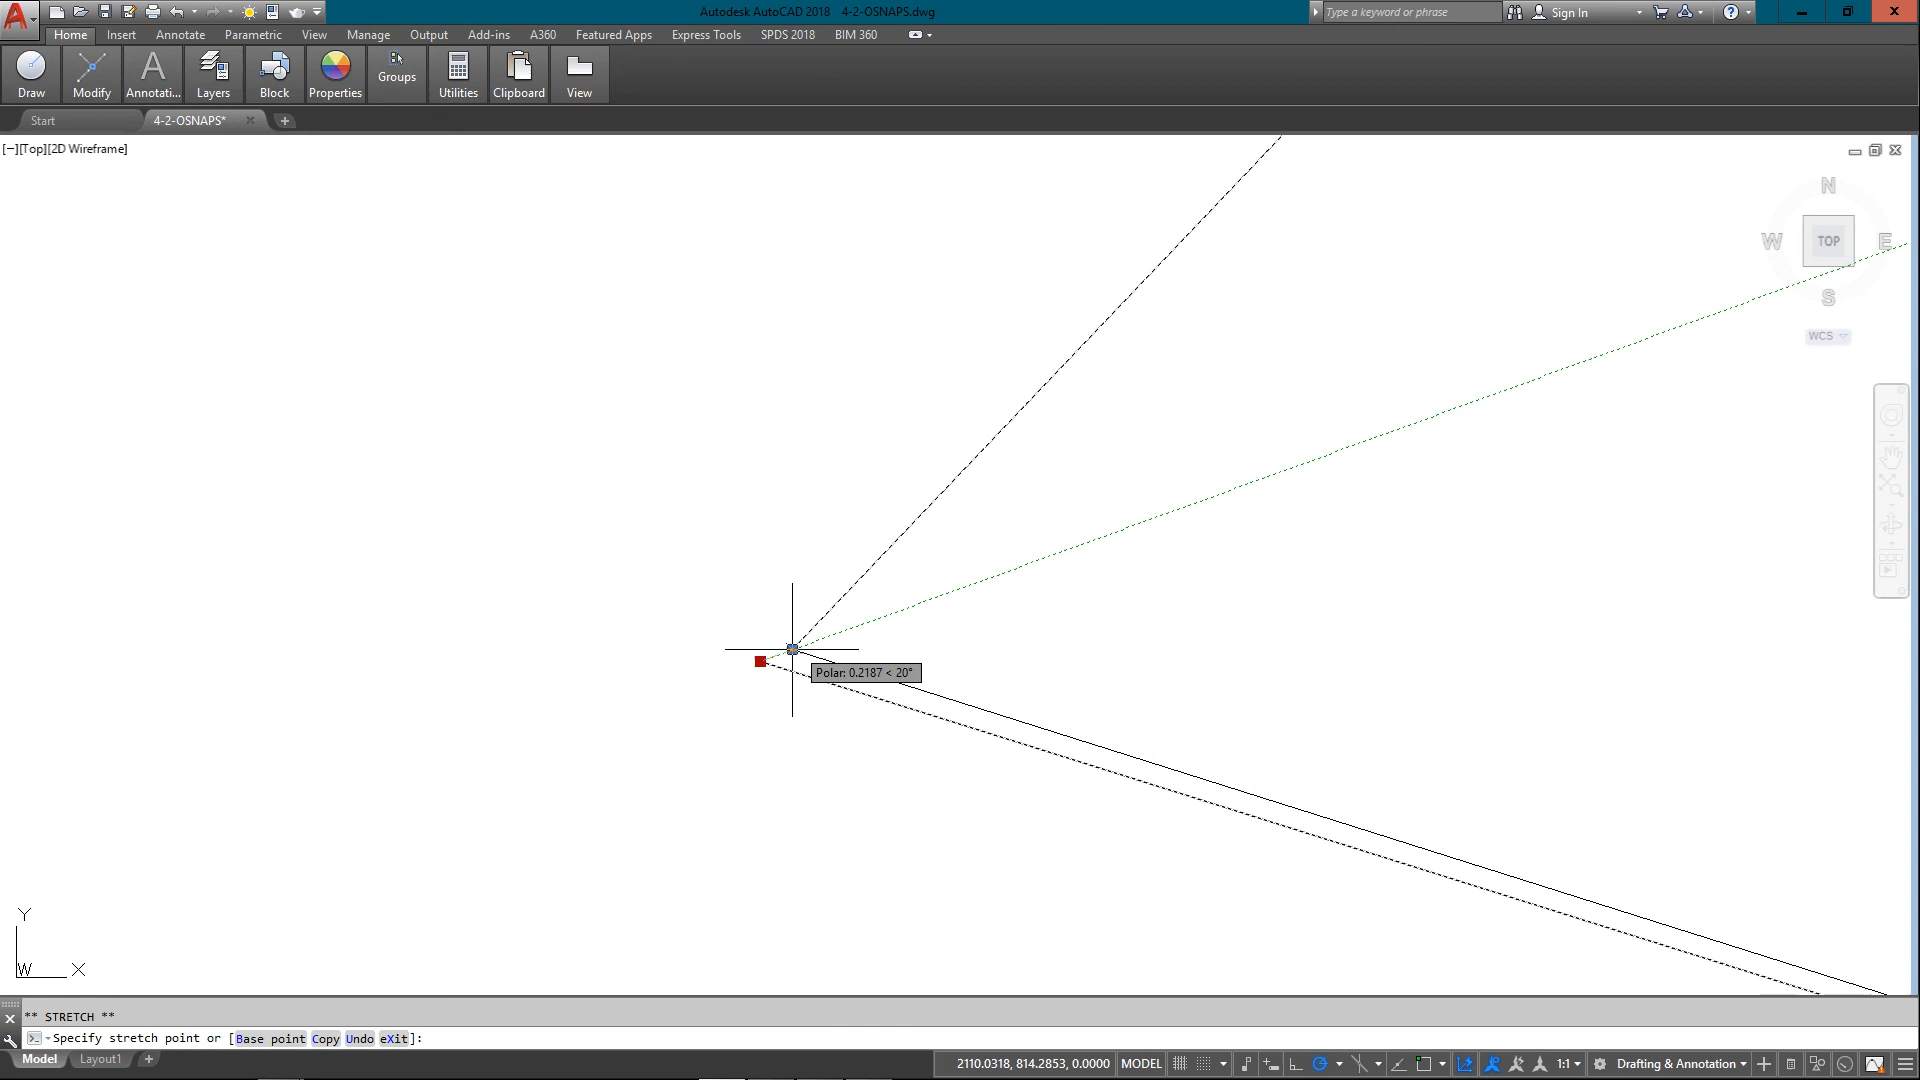 Autodesk AutoCAD 2018 4-2-OSNAPS.dwg
Type a keyword or phrase
Sign In
Home Insert Annotate Parametric View Manage Output Add-ins A360 Featured Apps Express Tools SPDS 2018 BIM 360
Draw Modify Annotati... Layers Block Properties Groups Utilities Clipboard View
Start 4-2-OSNAPS*
[−][Top][2D Wireframe]
N
W TOP E
S
WCS
Polar: 0.2187 < 20°
Y
W X
** STRETCH **
Specify stretch point or [Base point Copy Undo eXit]:
Model Layout1 +
2110.0318, 814.2853, 0.0000 MODEL 1:1 Drafting & Annotation